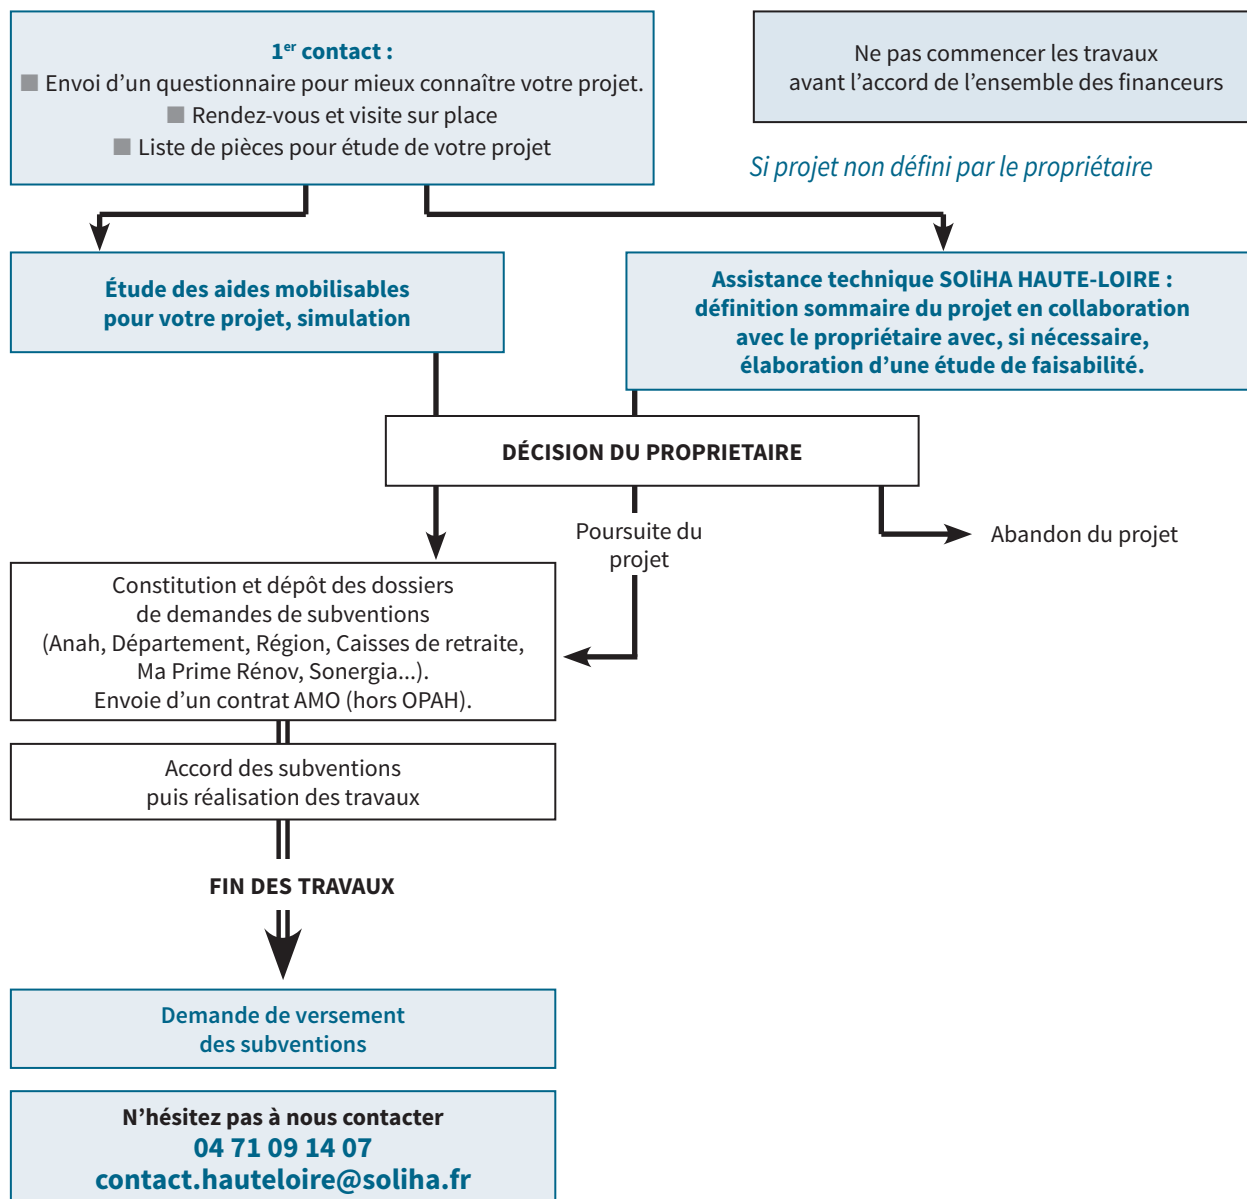 1er contact :
■ Envoi d’un questionnaire pour mieux connaître votre projet.
■ Rendez-vous et visite sur place
■ Liste de pièces pour étude de votre projet
Ne pas commencer les travaux
avant l’accord de l’ensemble des financeurs
Si projet non défini par le propriétaire
Étude des aides mobilisables
pour votre projet, simulation
Assistance technique SOliHA HAUTE-LOIRE :
définition sommaire du projet en collaboration
avec le propriétaire avec, si nécessaire,
élaboration d’une étude de faisabilité.
DÉCISION DU PROPRIETAIRE
Poursuite du
projet
Abandon du projet
Constitution et dépôt des dossiers
de demandes de subventions
(Anah, Département, Région, Caisses de retraite,
Ma Prime Rénov, Sonergia...).
Envoie d’un contrat AMO (hors OPAH).
Accord des subventions
puis réalisation des travaux
FIN DES TRAVAUX
Demande de versement
des subventions
N’hésitez pas à nous contacter
04 71 09 14 07
contact.hauteloire@soliha.fr